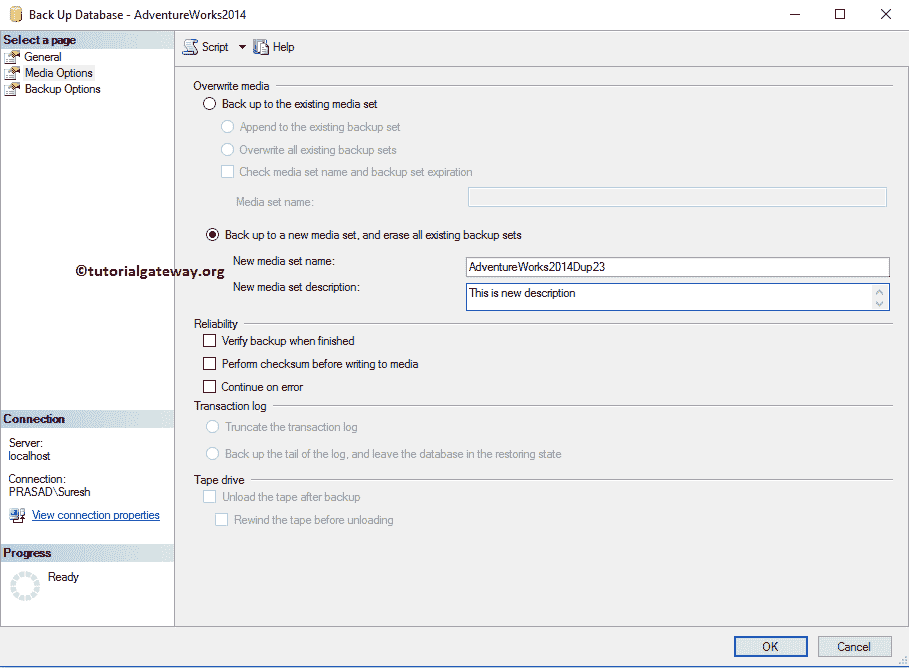 Back Up Database - AdventureWorks2014
Select a page
General
Media Options
Backup Options
Script
Help
Overwrite media
Back up to the existing media set
Append to the existing backup set
Overwrite all existing backup sets
Check media set name and backup set expiration
Media set name:
Back up to a new media set, and erase all existing backup sets
New media set name:
AdventureWorks2014Dup23
©tutorialgateway.org
New media set description:
This is new description
Reliability
Verify backup when finished
Perform checksum before writing to media
Continue on error
Transaction log
Truncate the transaction log
Back up the tail of the log, and leave the database in the restoring state
Tape drive
Unload the tape after backup
Rewind the tape before unloading
Connection
Server:
localhost
Connection:
PRASAD\Suresh
View connection properties
Progress
Ready
OK
Cancel